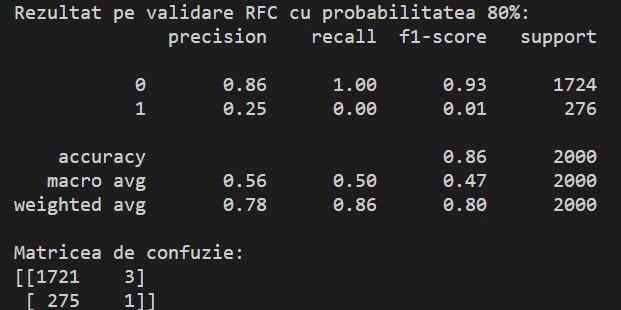 Rezultat pe validare RFC cu probabilitatea 80%:
precision recall f1-score support
0 0.86 1.00 0.93 1724
1 0.25 0.00 0.01 276
accuracy 0.86 2000
macro avg 0.56 0.50 0.47 2000
weighted avg 0.78 0.86 0.80 2000
Matricea de confuzie:
[[1721 3]
[ 275 1]]